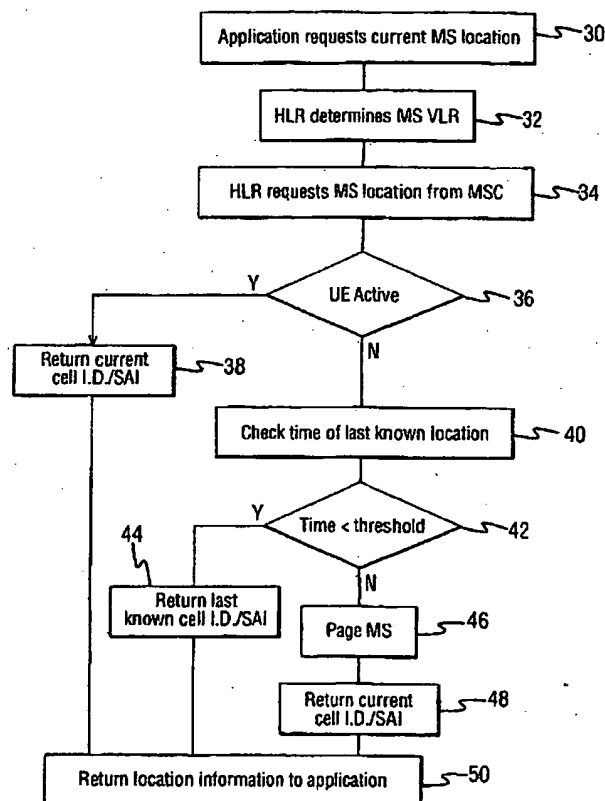 Application requests current MS location
30
HLR determines MS VLR
32
HLR requests MS location from MSC
34
Y
UE Active
36
N
Return current
cell I.D./SAI
38
Check time of last known location
40
Y
Time < threshold
42
44
N
Return last
known cell I.D./SAI
Page MS
46
Return current
cell I.D./SAI
48
Return location information to application
50